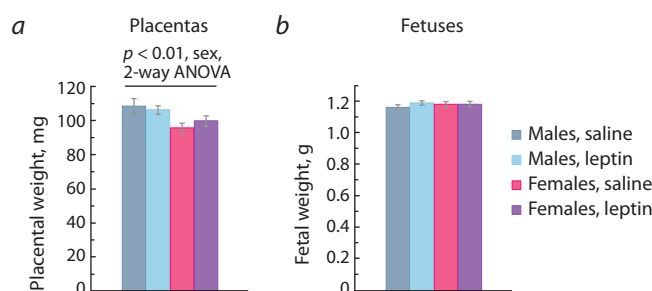 a
Placentas
p < 0.01, sex,
2-way ANOVA
Placental weight, mg
120
100
80
60
40
20
0
b
Fetuses
Fetal weight, g
1.2
1.0
0.8
0.6
0.4
0.2
0
Males, saline
Males, leptin
Females, saline
Females, leptin